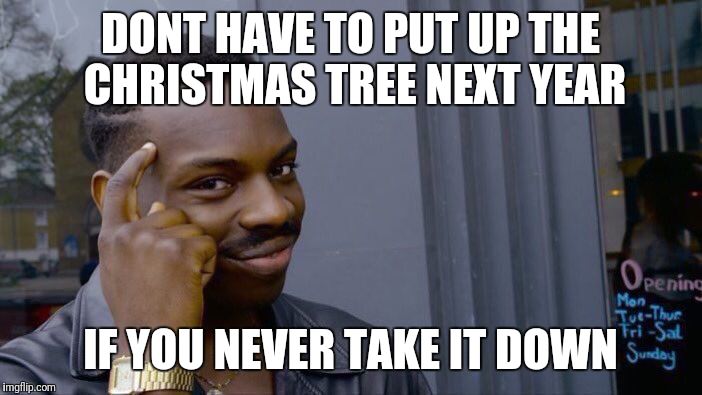 DONT HAVE TO PUT UP THE
CHRISTMAS TREE NEXT YEAR
Opening
Mon
Tue-Thur
Fri-Sat
Sunday
IF YOU NEVER TAKE IT DOWN
imgflip.com